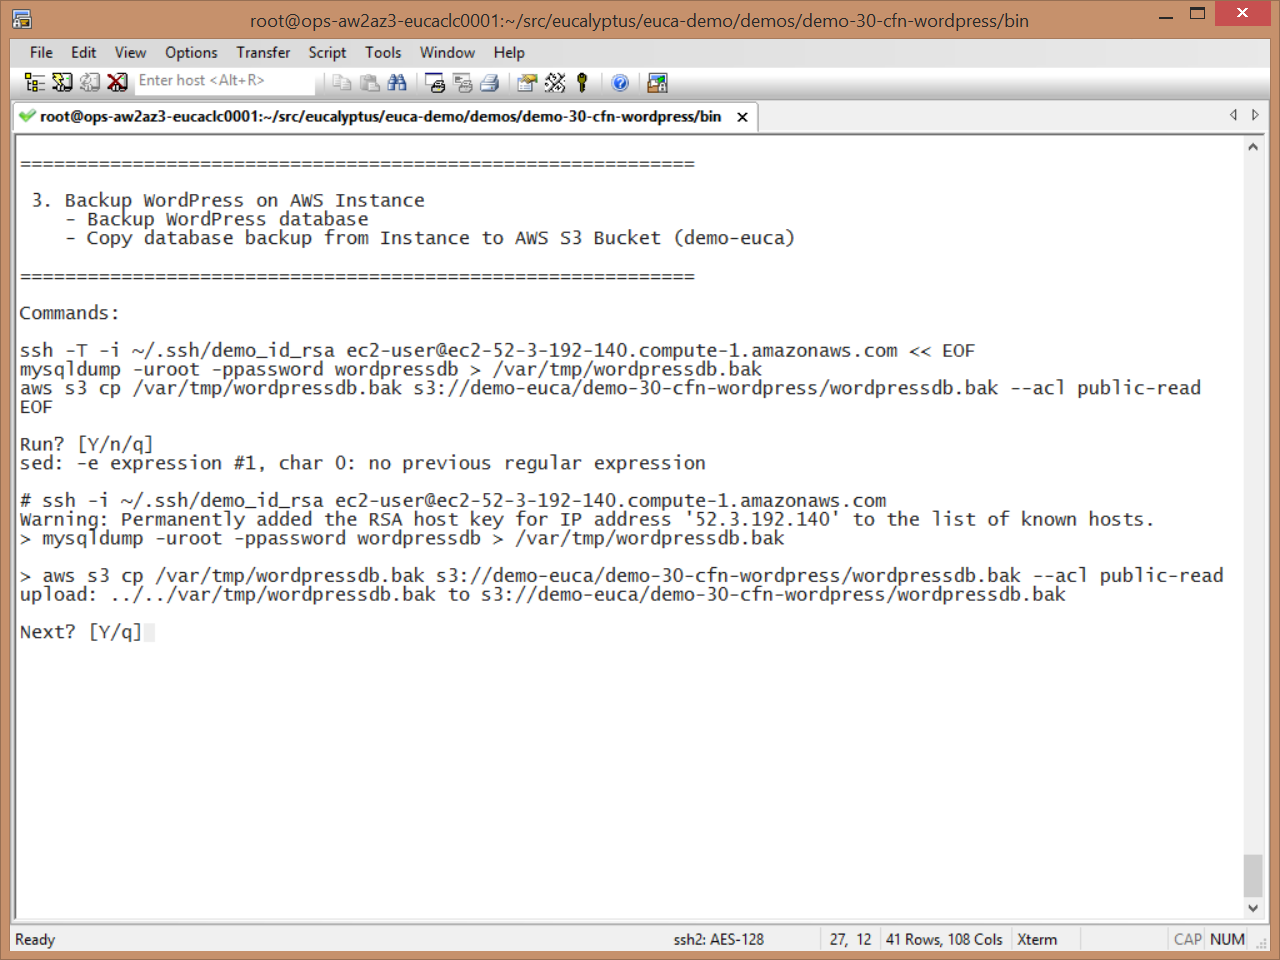 root@ops-aw2az3-eucaclc0001:~/src/eucalyptus/euca-demo/demos/demo-30-cfn-wordpress/bin
File Edit View Options Transfer Script Tools Window Help
Enter host <Alt+R>
root@ops-aw2az3-eucaclc0001:~/src/eucalyptus/euca-demo/demos/demo-30-cfn-wordpress/bin
============================================================
3. Backup WordPress on AWS Instance
- Backup WordPress database
- Copy database backup from Instance to AWS S3 Bucket (demo-euca)
============================================================
Commands:
ssh -T -i ~/.ssh/demo_id_rsa ec2-user@ec2-52-3-192-140.compute-1.amazonaws.com << EOF
mysqldump -uroot -ppassword wordpressdb > /var/tmp/wordpressdb.bak
aws s3 cp /var/tmp/wordpressdb.bak s3://demo-euca/demo-30-cfn-wordpress/wordpressdb.bak --acl public-read
EOF
Run? [Y/n/q]
sed: -e expression #1, char 0: no previous regular expression
# ssh -i ~/.ssh/demo_id_rsa ec2-user@ec2-52-3-192-140.compute-1.amazonaws.com
Warning: Permanently added the RSA host key for IP address '52.3.192.140' to the list of known hosts.
> mysqldump -uroot -ppassword wordpressdb > /var/tmp/wordpressdb.bak
> aws s3 cp /var/tmp/wordpressdb.bak s3://demo-euca/demo-30-cfn-wordpress/wordpressdb.bak --acl public-read
upload: ../../var/tmp/wordpressdb.bak to s3://demo-euca/demo-30-cfn-wordpress/wordpressdb.bak
Next? [Y/q]
Ready ssh2: AES-128 27, 12 41 Rows, 108 Cols Xterm CAP NUM